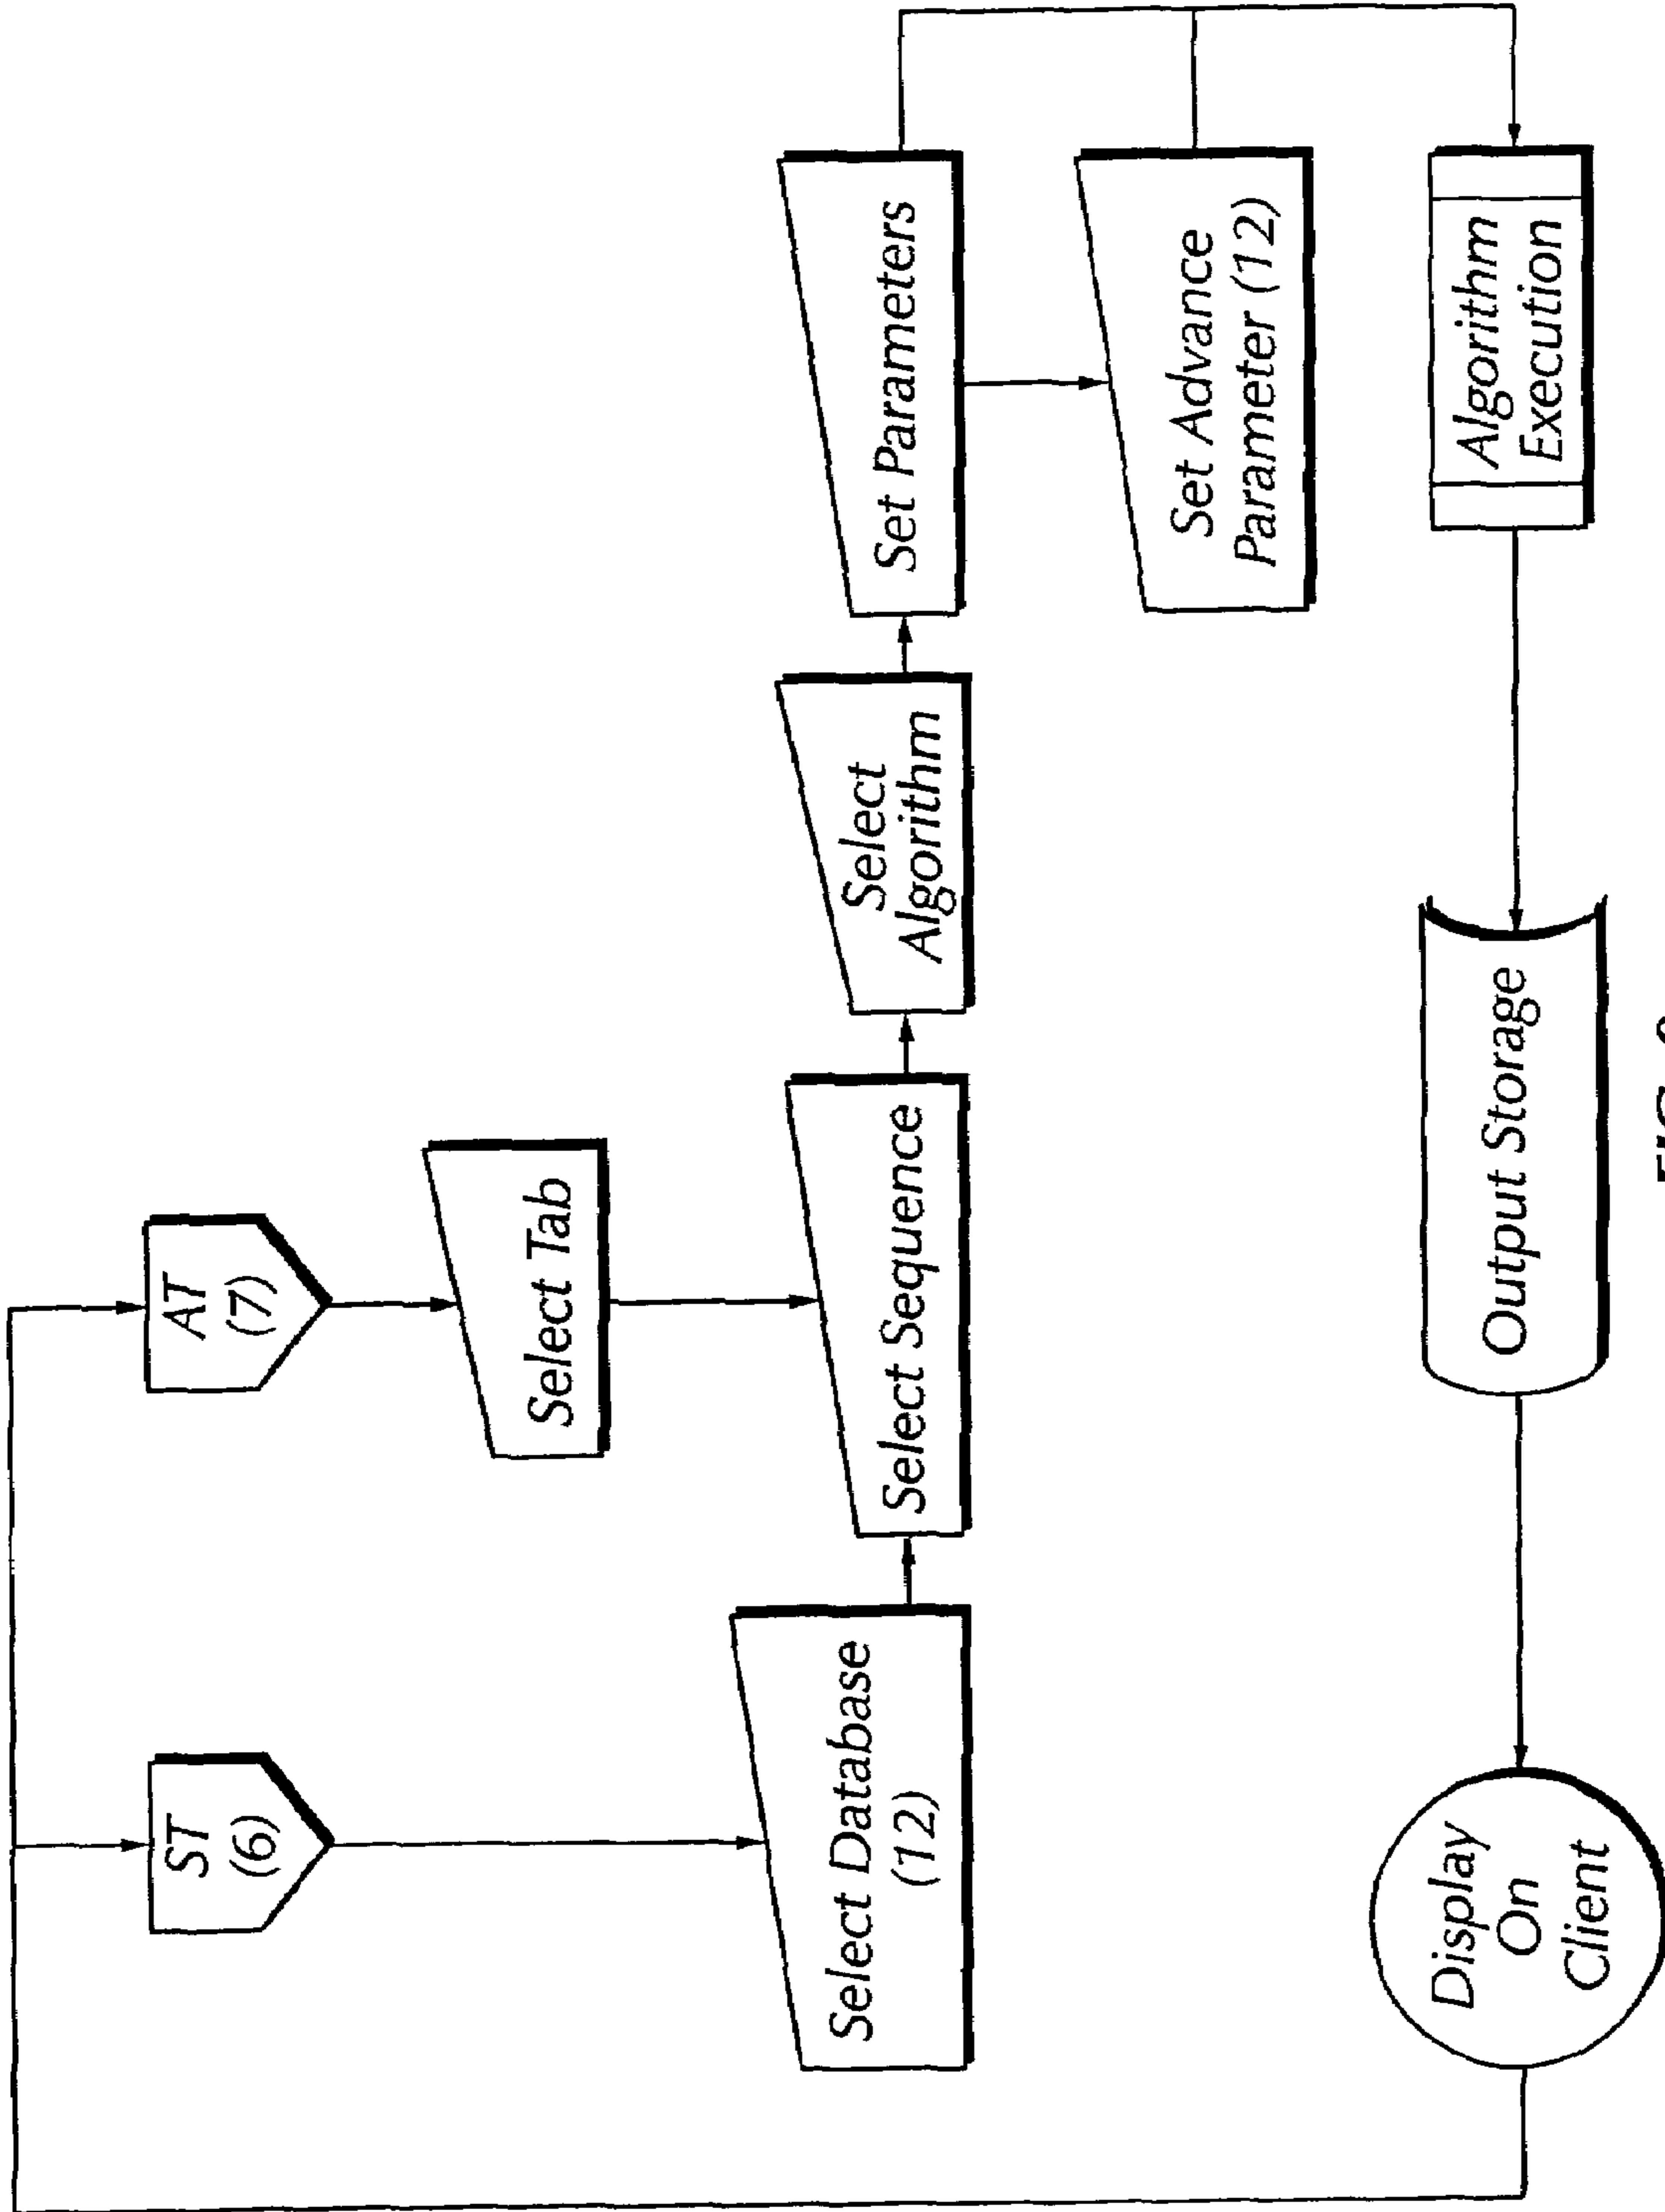 ST
(6)
AT
(7)
Select Tab
Select Database
(12)
Select Sequence
Select
Algorithm
Set Parameters
Set Advance
Parameter (12)
Display
On
Client
Output Storage
Algorithm
Execution